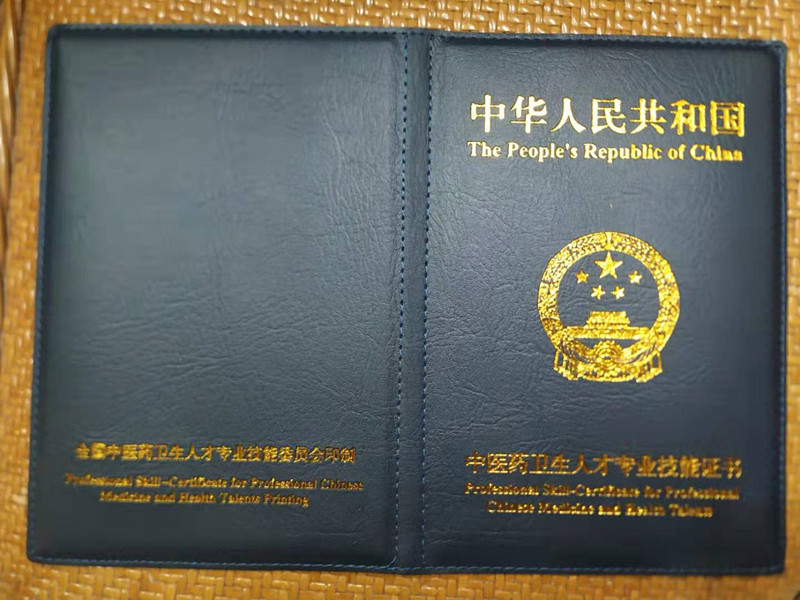 全国中医药卫生人才专业技能委员会印制
Professional Skill-Certificate for Professional Chinese
Medicine and Health Talents Printing
中华人民共和国
The People's Republic of China
中医药卫生人才专业技能证书
Professional Skill-Certificate for Professional
Chinese Medicine and Health Talents